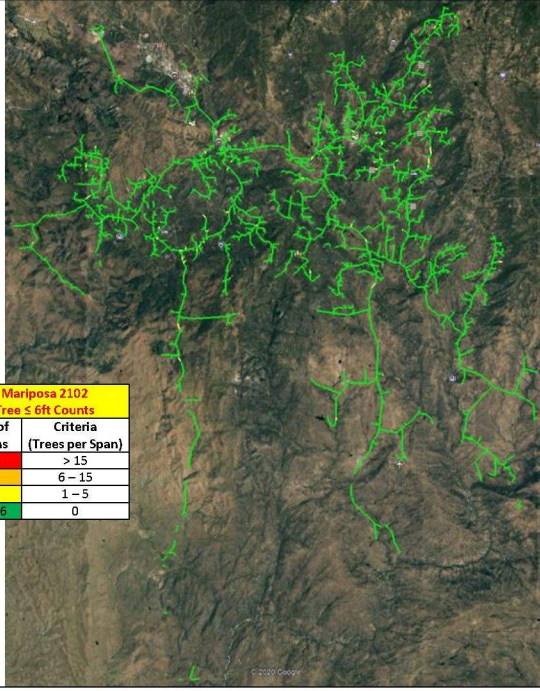 Mariposa 2102
Tree ≤ 6ft Counts
of Criteria
(Trees per Span)
> 15
6 – 15
1 – 5
6 0
© 2020 Google